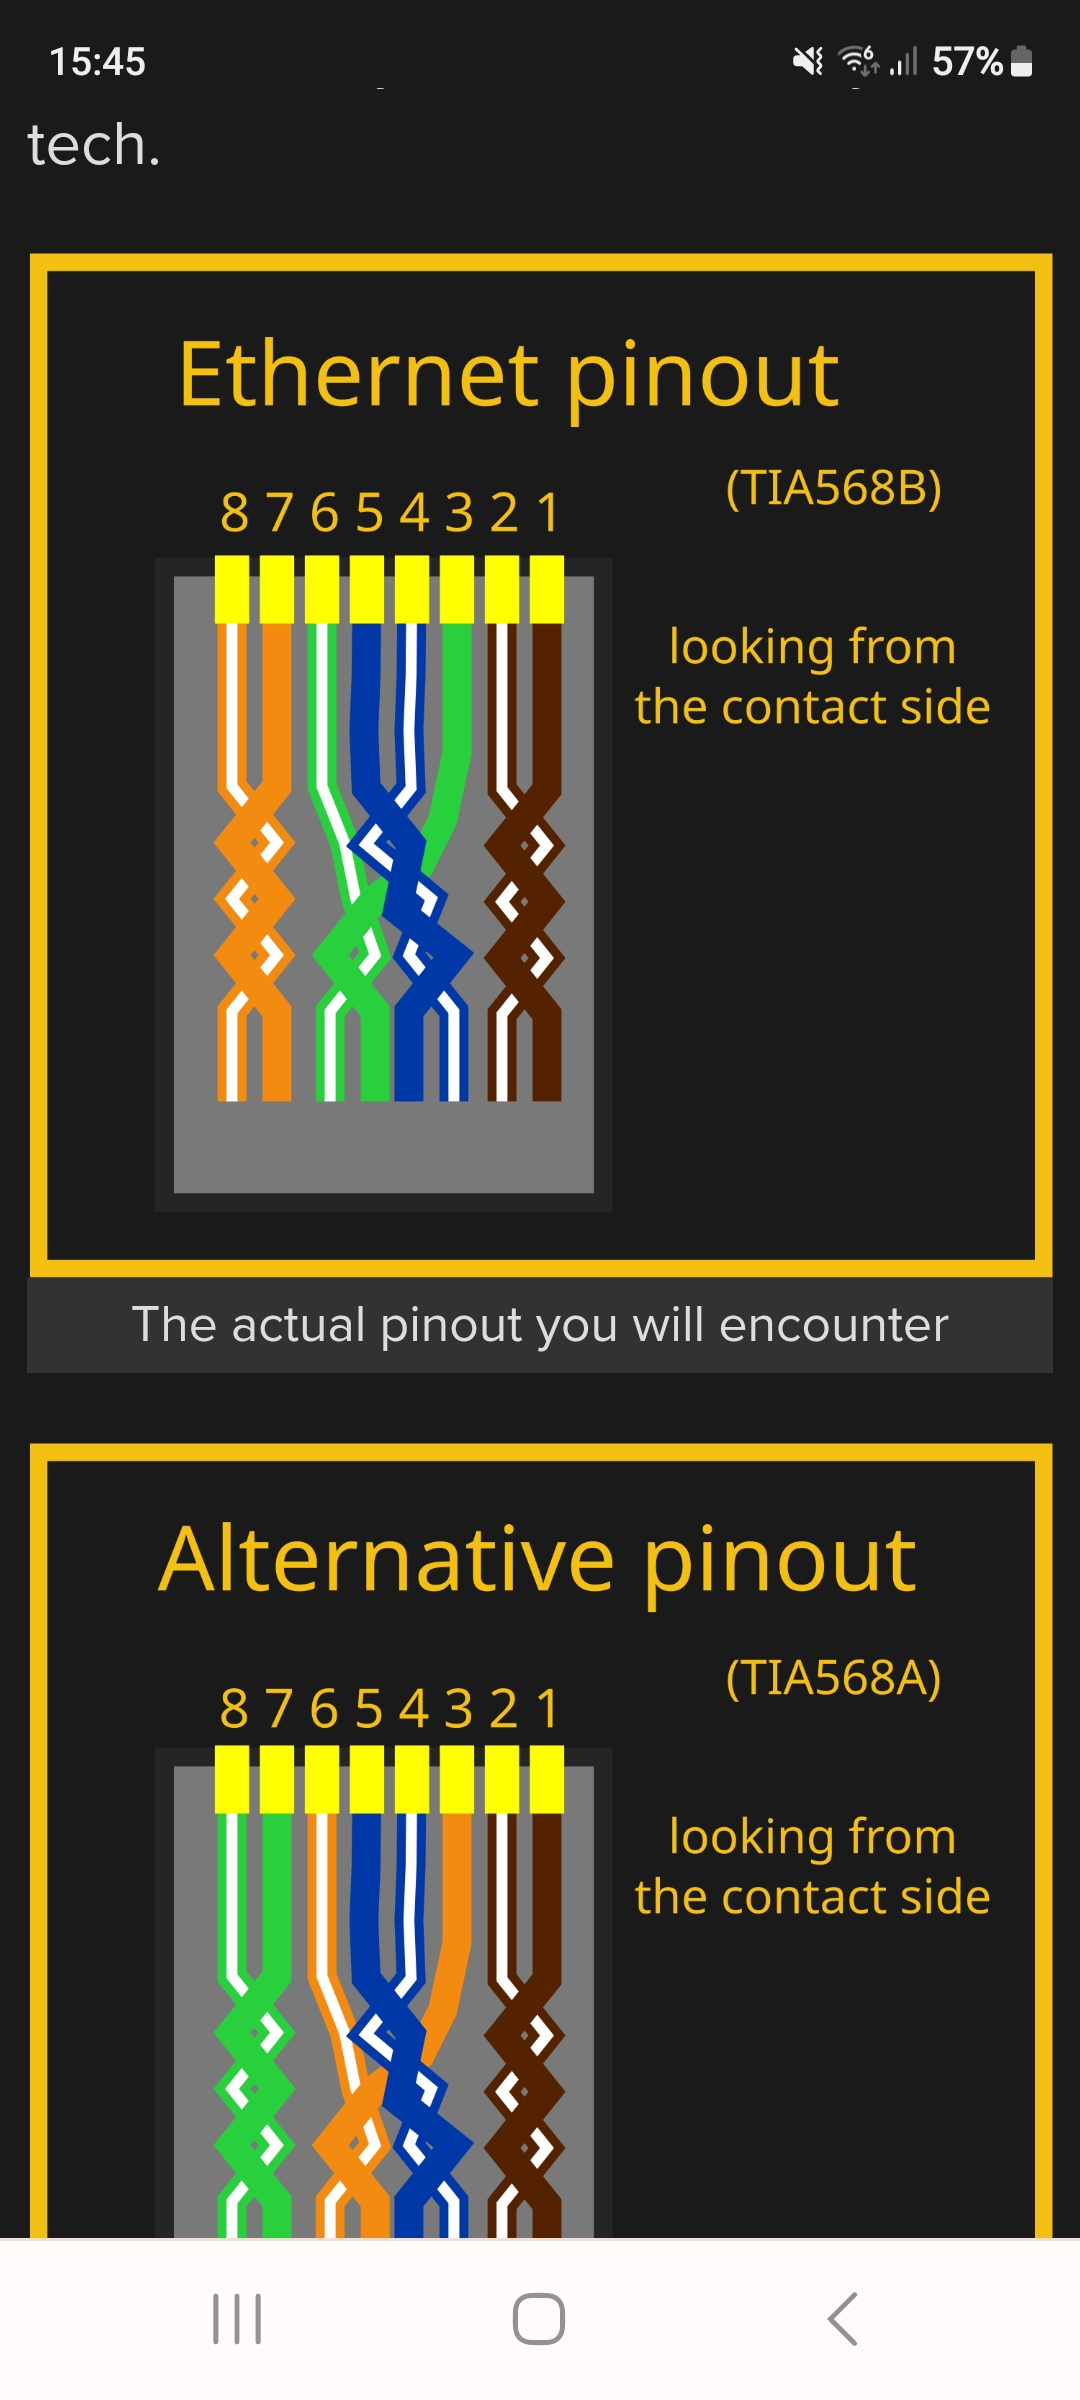 15:45 6 57%
tech.
Ethernet pinout
(TIA568B)
8 7 6 5 4 3 2 1
looking from
the contact side
The actual pinout you will encounter
Alternative pinout
(TIA568A)
8 7 6 5 4 3 2 1
looking from
the contact side